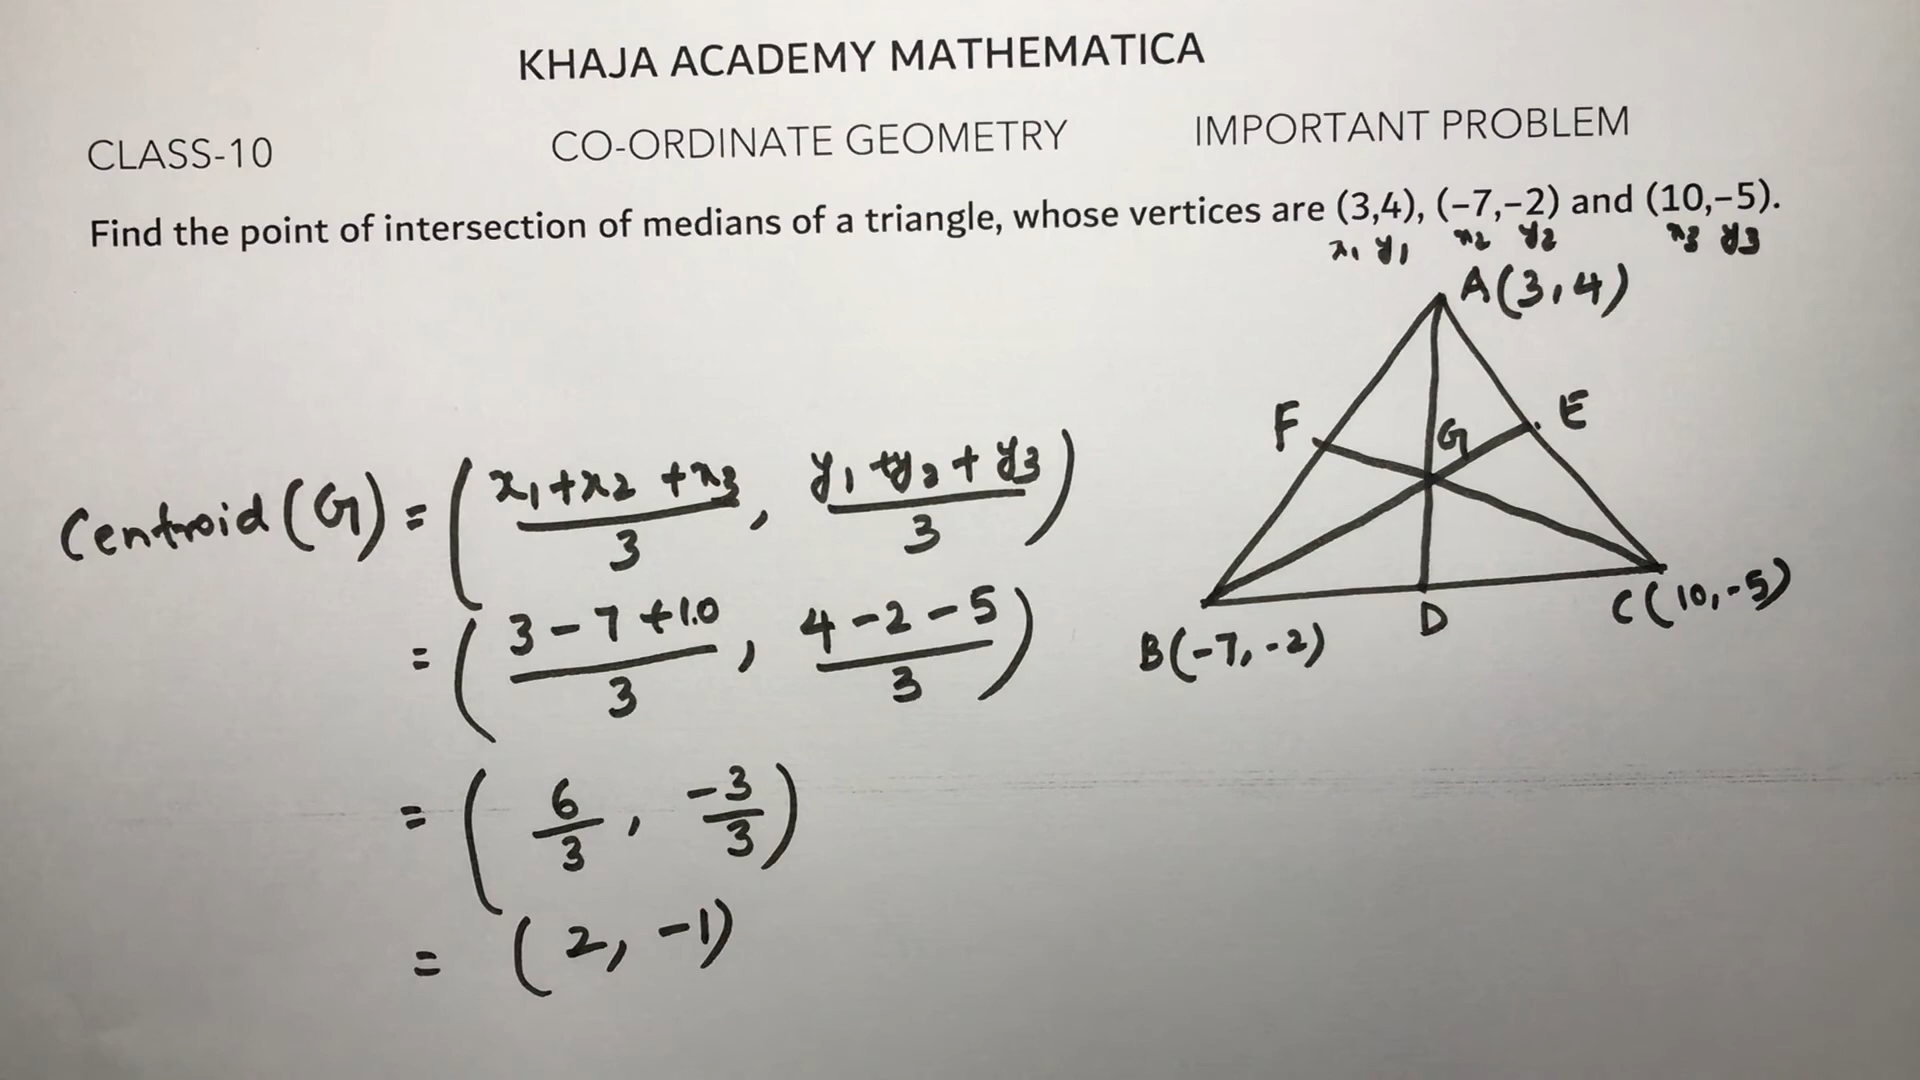 KHAJA ACADEMY MATHEMATICA
CLASS-10 CO-ORDINATE GEOMETRY IMPORTANT PROBLEM
Find the point of intersection of medians of a triangle, whose vertices are (3,4), (-7,-2) and (10,-5).
x1 y1 x2 y2 x3 y3
A(3,4)
F
E
G
Centroid (G) = ( x1+x2+x3 / 3 , y1+y2+y3 / 3 )
B(-7,-2)
D
C(10,-5)
= ( 3-7+10 / 3 , 4-2-5 / 3 )
= ( 6/3 , -3/3 )
= (2, -1)